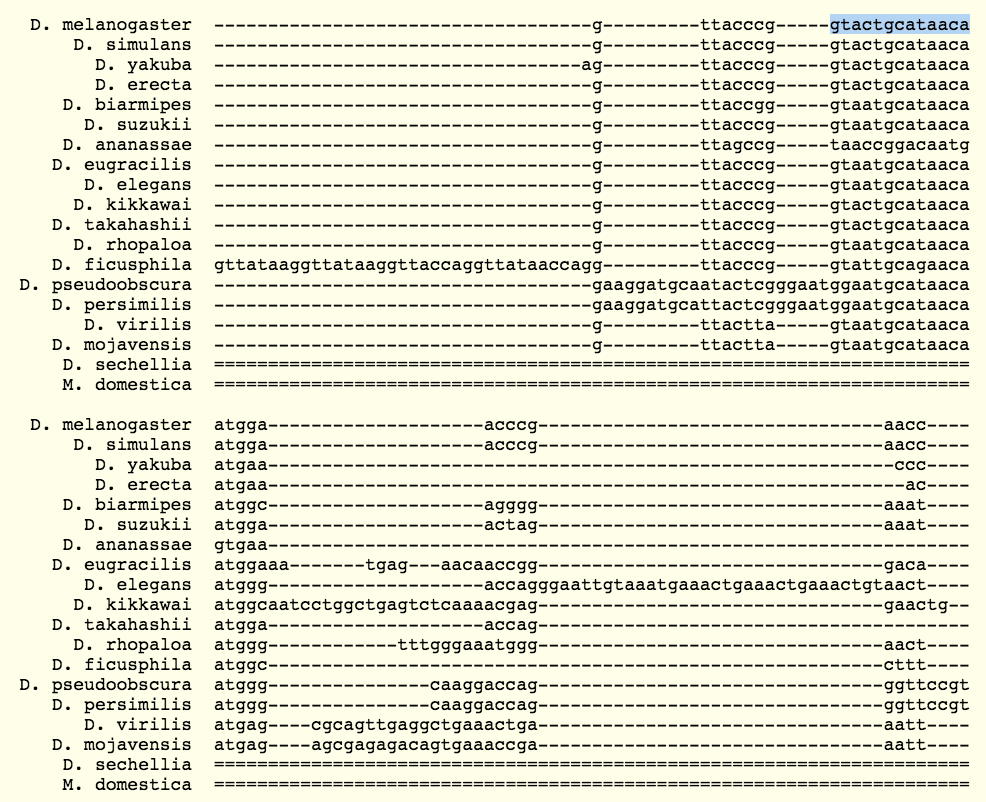 D. melanogaster -----------------------------------g---------ttacccg-----gtactgcataaca
D. simulans -----------------------------------g---------ttacccg-----gtactgcataaca
D. yakuba ----------------------------------ag---------ttacccg-----gtactgcataaca
D. erecta -----------------------------------g---------ttacccg-----gtactgcataaca
D. biarmipes -----------------------------------g---------ttaccgg-----gtaatgcataaca
D. suzukii -----------------------------------g---------ttacccg-----gtaatgcataaca
D. ananassae -----------------------------------g---------ttagccg-----taaccggacaatg
D. eugracilis -----------------------------------g---------ttacccg-----gtaatgcataaca
D. elegans -----------------------------------g---------ttacccg-----gtaatgcataaca
D. kikkawai -----------------------------------g---------ttacccg-----gtactgcataaca
D. takahashii -----------------------------------g---------ttacccg-----gtactgcataaca
D. rhopaloa -----------------------------------g---------ttacccg-----gtaatgcataaca
D. ficusphila gttataaggttataaggttaccaggttataaccagg---------ttacccg-----gtattgcagaaca
D. pseudoobscura -----------------------------------gaaggatgcaatactcgggaatggaatgcataaca
D. persimilis -----------------------------------gaaggatgcattactcgggaatggaatgcataaca
D. virilis -----------------------------------g---------ttactta-----gtaatgcataaca
D. mojavensis -----------------------------------g---------ttactta-----gtaatgcataaca
D. sechellia ======================================================================
M. domestica ======================================================================
D. melanogaster atgga--------------------acccg--------------------------------aacc----
D. simulans atgga--------------------acccg--------------------------------aacc----
D. yakuba atgaa----------------------------------------------------------ccc----
D. erecta atgaa-----------------------------------------------------------ac----
D. biarmipes atggc--------------------agggg--------------------------------aaat----
D. suzukii atgga--------------------actag--------------------------------aaat----
D. ananassae gtgaa-----------------------------------------------------------------
D. eugracilis atggaaa-------tgag---aacaaccgg--------------------------------gaca----
D. elegans atggg--------------------accagggaattgtaaatgaaactgaaactgaaactgtaact----
D. kikkawai atggcaatcctggctgagtctcaaaacgag--------------------------------gaactg--
D. takahashii atgga--------------------accag----------------------------------------
D. rhopaloa atggg------------tttgggaaatggg--------------------------------aact----
D. ficusphila atggc---------------------------------------------------------cttt----
D. pseudoobscura atggg---------------caaggaccag--------------------------------ggttccgt
D. persimilis atggg---------------caaggaccag--------------------------------ggttccgt
D. virilis atgag----cgcagttgaggctgaaactga--------------------------------aatt----
D. mojavensis atgag----agcgagagacagtgaaaccga--------------------------------aatt----
D. sechellia ======================================================================
M. domestica ======================================================================